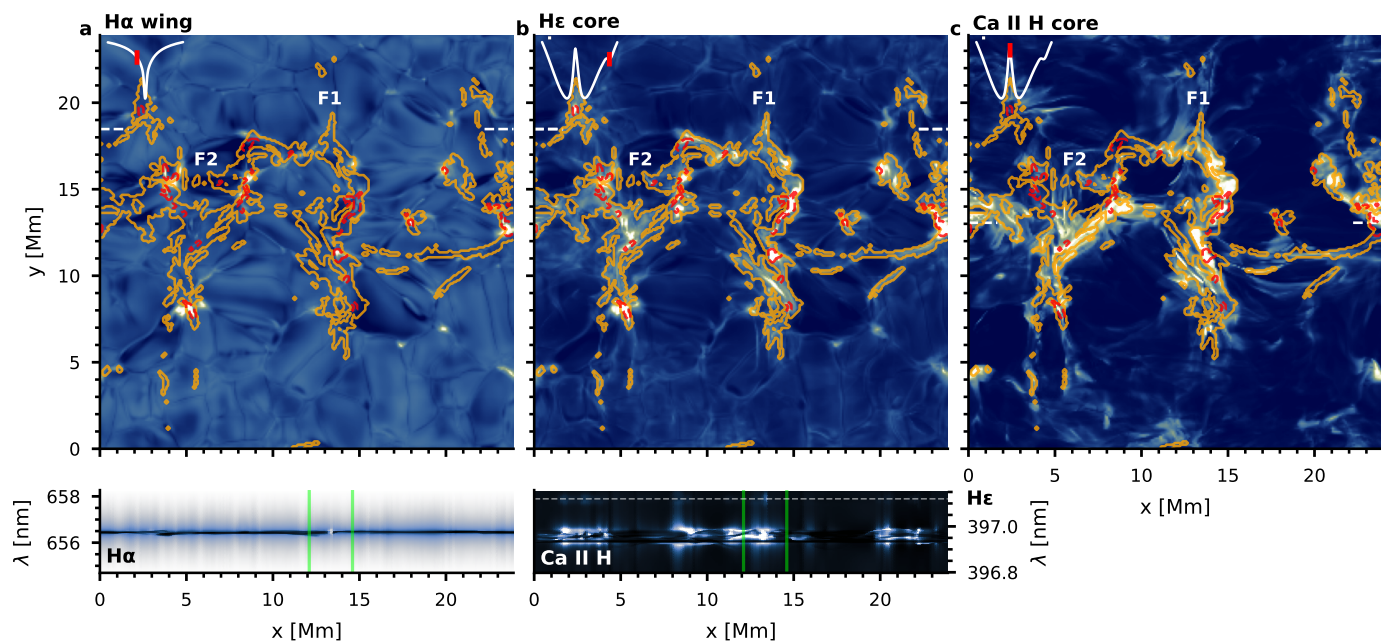 a Hα wing
b Hε core
c Ca II H core
F1
F1
F1
F2
F2
F2
y [Mm]
20
15
10
5
0
0 5 10 15 20
x [Mm]
658
656
λ [nm]
Hα
Ca II H
Hε
397.0
396.8
λ [nm]
0 5 10 15 20
x [Mm]
0 5 10 15 20
x [Mm]